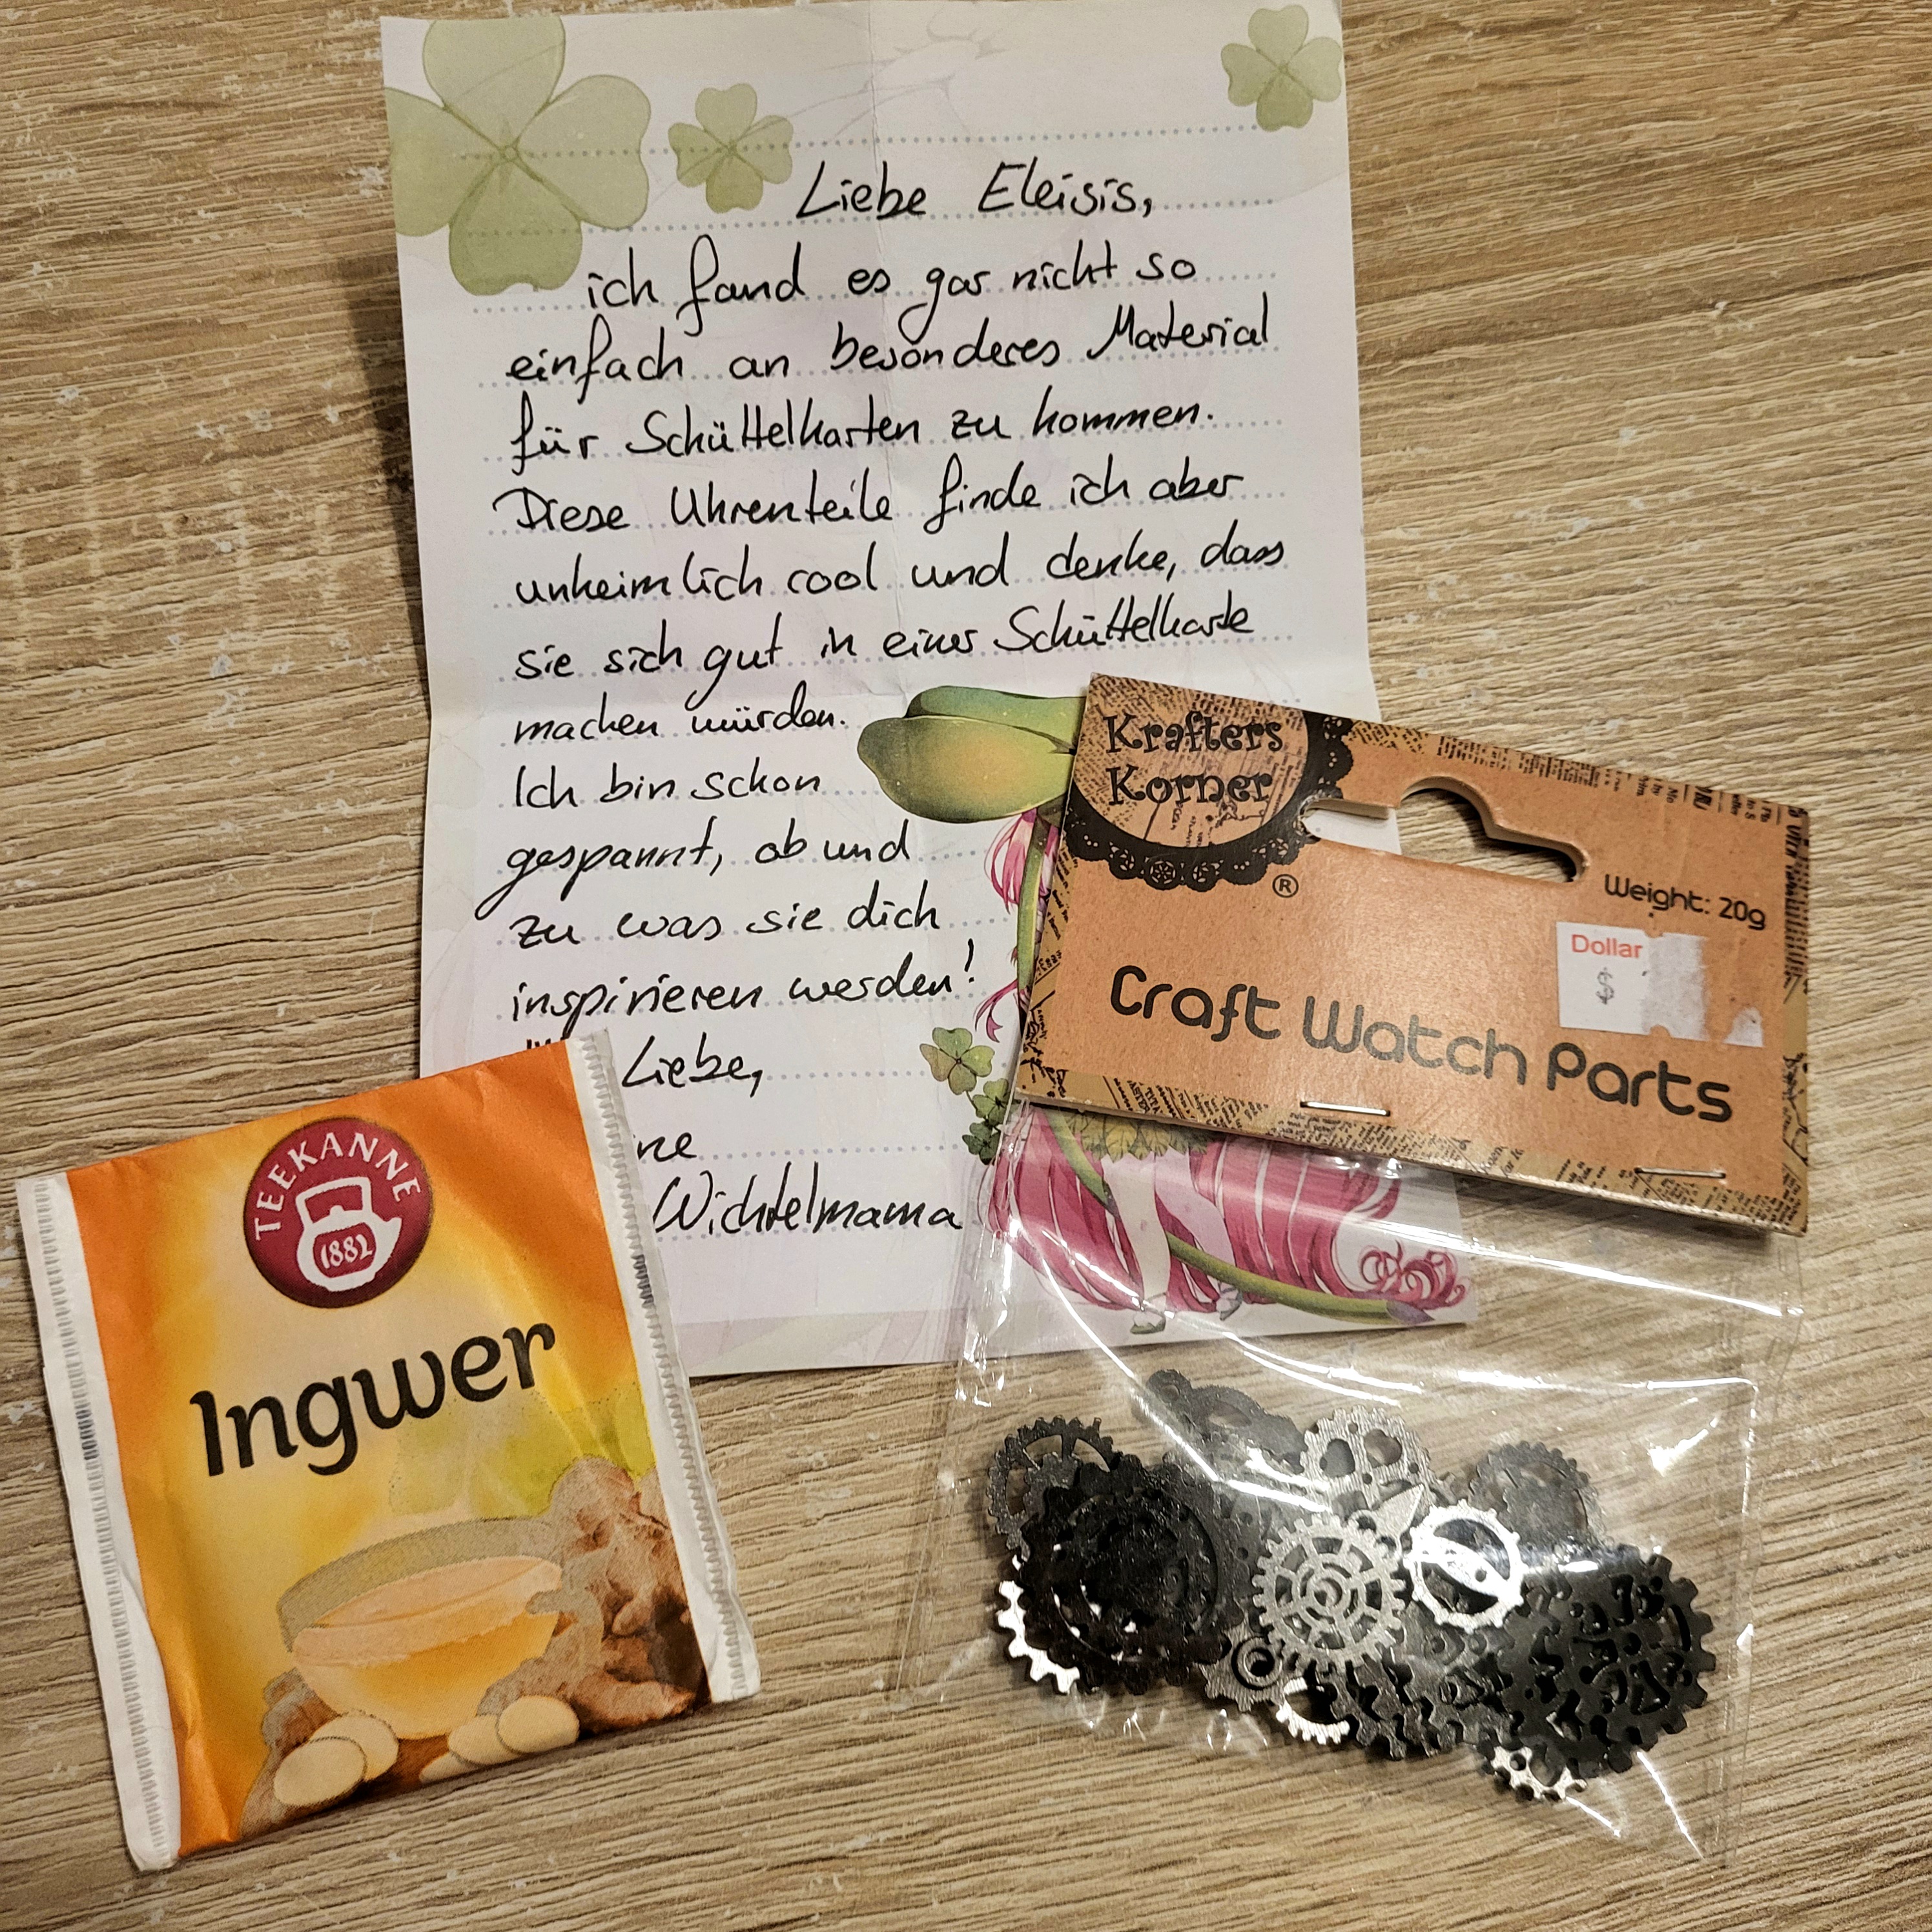 Liebe Eleisis,
ich fand es gar nicht so
einfach an besonderes Material
für Schüttelkarten zu kommen.
Diese Uhrenteile finde ich aber
unheimlich cool und denke, dass
sie sich gut in einer Schüttelkarte
machen würden.
Ich bin schon
gespannt, ob und
zu was sie dich
inspirieren werden!
Liebe,
ne
Wichtelmama
Krafters
Korner
®
Weight: 20g
Dollar
$
Craft Watch Parts
TEEKANNE
1882
Ingwer